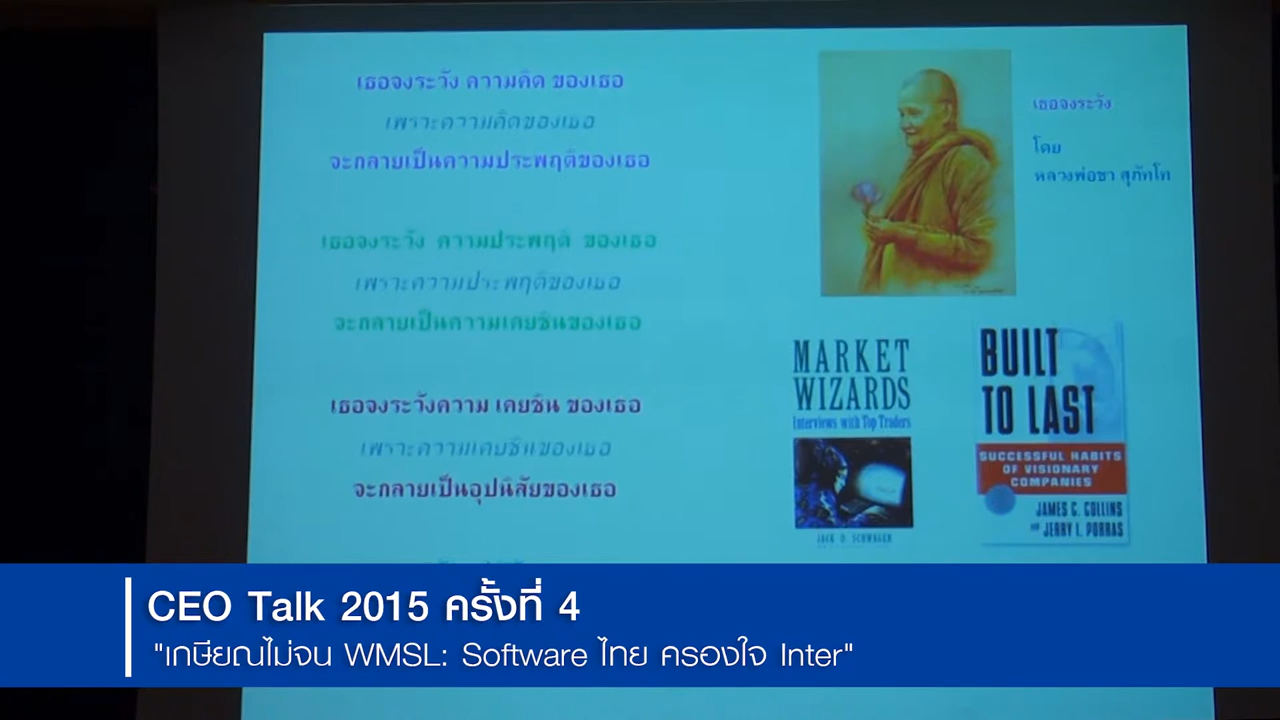 เธอจงระวัง ความคิด ของเธอ
เพราะความคิดของเธอ
จะกลายเป็นความประพฤติของเธอ
เธอจงระวัง ความประพฤติ ของเธอ
เพราะความประพฤติของเธอ
จะกลายเป็นความเคยชินของเธอ
เธอจงระวังความ เคยชิน ของเธอ
เพราะความเคยชินของเธอ
จะกลายเป็นอุปนิสัยของเธอ
เธอจงระวัง
โดย
หลวงพ่อชา สุภัทโท
MARKET
WIZARDS
Interviews with Top Traders
JACK D. SCHWAGER
BUILT
TO LAST
SUCCESSFUL HABITS
OF VISIONARY
COMPANIES
JAMES C. COLLINS
AND JERRY I. PORRAS
CEO Talk 2015 ครั้งที่ 4
"เกษียณไม่จน WMSL: Software ไทย ครองใจ Inter"